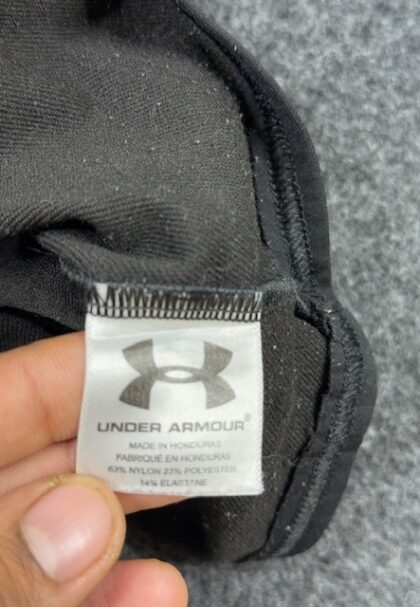 UNDER ARMOUR®
MADE IN HONDURAS
FABRIQUÉ EN HONDURAS
63% NYLON 23% POLYESTER
14% ELASTANE